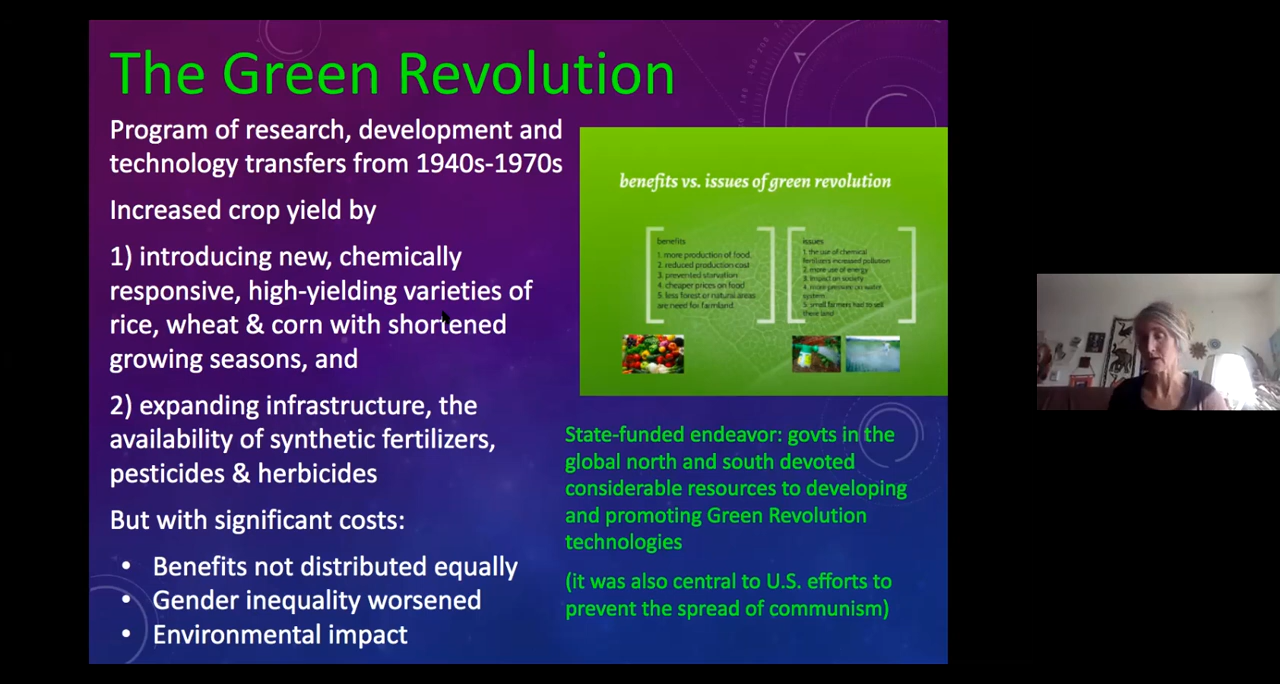 The Green Revolution
Program of research, development and
technology transfers from 1940s-1970s
Increased crop yield by
1) introducing new, chemically
responsive, high-yielding varieties of
rice, wheat & corn with shortened
growing seasons, and
2) expanding infrastructure, the
availability of synthetic fertilizers,
pesticides & herbicides
But with significant costs:
• Benefits not distributed equally
• Gender inequality worsened
• Environmental impact
benefits vs. issues of green revolution
benefits
1. more production of food
2. reduced production cost
3. prevented starvation
4. cheaper prices on food
5. less forest or natural areas
are need for farmland.
issues
1. the use of chemical
fertilizers increased pollution
2. more use of energy
3. impact on society
4. more pressure on water
system
5. small farmers had to sell
there land
State-funded endeavor: govts in the
global north and south devoted
considerable resources to developing
and promoting Green Revolution
technologies
(it was also central to U.S. efforts to
prevent the spread of communism)